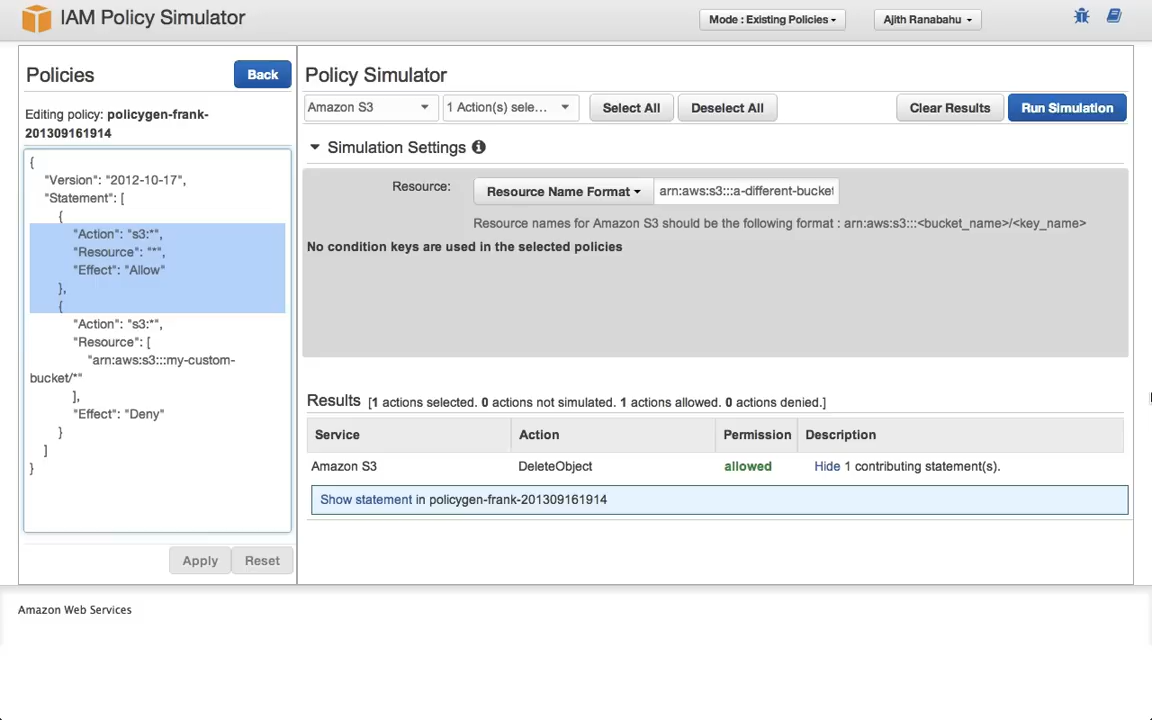 IAM Policy Simulator
Mode : Existing Policies
Ajith Ranabahu
Policies
Back
Editing policy: policygen-frank-
201309161914
{
"Version": "2012-10-17",
"Statement": [
{
"Action": "s3:*",
"Resource": "*",
"Effect": "Allow"
},
{
"Action": "s3:*",
"Resource": [
"arn:aws:s3:::my-custom-
bucket/*"
],
"Effect": "Deny"
}
]
}
Apply
Reset
Policy Simulator
Amazon S3
1 Action(s) sele...
Select All
Deselect All
Clear Results
Run Simulation
Simulation Settings
Resource:
Resource Name Format
arn:aws:s3:::a-different-bucket
Resource names for Amazon S3 should be the following format : arn:aws:s3:::<bucket_name>/<key_name>
No condition keys are used in the selected policies
Results [1 actions selected. 0 actions not simulated. 1 actions allowed. 0 actions denied.]
Service Action Permission Description
Amazon S3 DeleteObject allowed Hide 1 contributing statement(s).
Show statement in policygen-frank-201309161914
Amazon Web Services